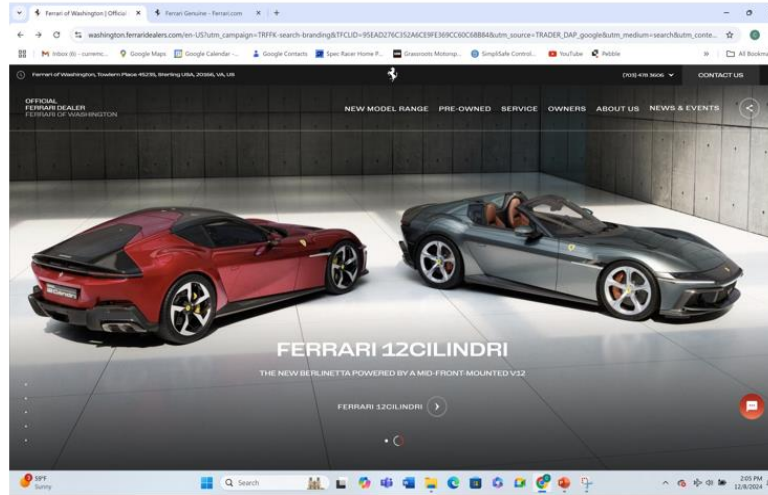 Ferrari of Washington | Official
Ferrari Genuine - Ferrari.com
washington.ferraridealers.com/en-US?utm_campaign=TRFFK-search-branding&TFCLID=95EAD276C352A6CE9FE369CC60C68B84&utm_source=TRADER_DAP_google&utm_medium=search&utm_conte...
Google Maps
Google Calendar -...
Google Contacts
Spec Racer Home P...
Grassroots Motorsp...
SimpliSafe Control...
YouTube
Pebble
All Bookma
Ferrari of Washington, Towlern Place 45235, Sterling USA, 20166, VA, US
(703) 478 3606
CONTACT US
OFFICIAL
FERRARI DEALER
FERRARI OF WASHINGTON
NEW MODEL RANGE
PRE-OWNED
SERVICE
OWNERS
ABOUT US
NEWS & EVENTS
FERRARI 12CILINDRI
THE NEW BERLINETTA POWERED BY A MID-FRONT-MOUNTED V12
FERRARI 12CILINDRI
59°F
Sunny
Search
2:05 PM
12/8/2024